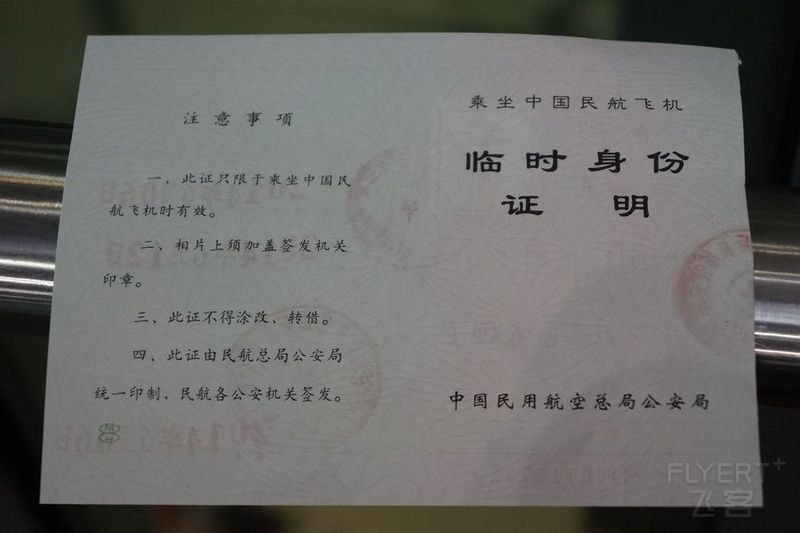 注意事项
一、此证只限于乘坐中国民
航飞机时有效。
二、相片上须加盖签发机关
印章。
三、此证不得涂改，转借。
四、此证由民航总局公安局
统一印制，民航各公安机关签发。
乘坐中国民航飞机
临时身份
证明
中国民用航空总局公安局
FLYERT+
飞客